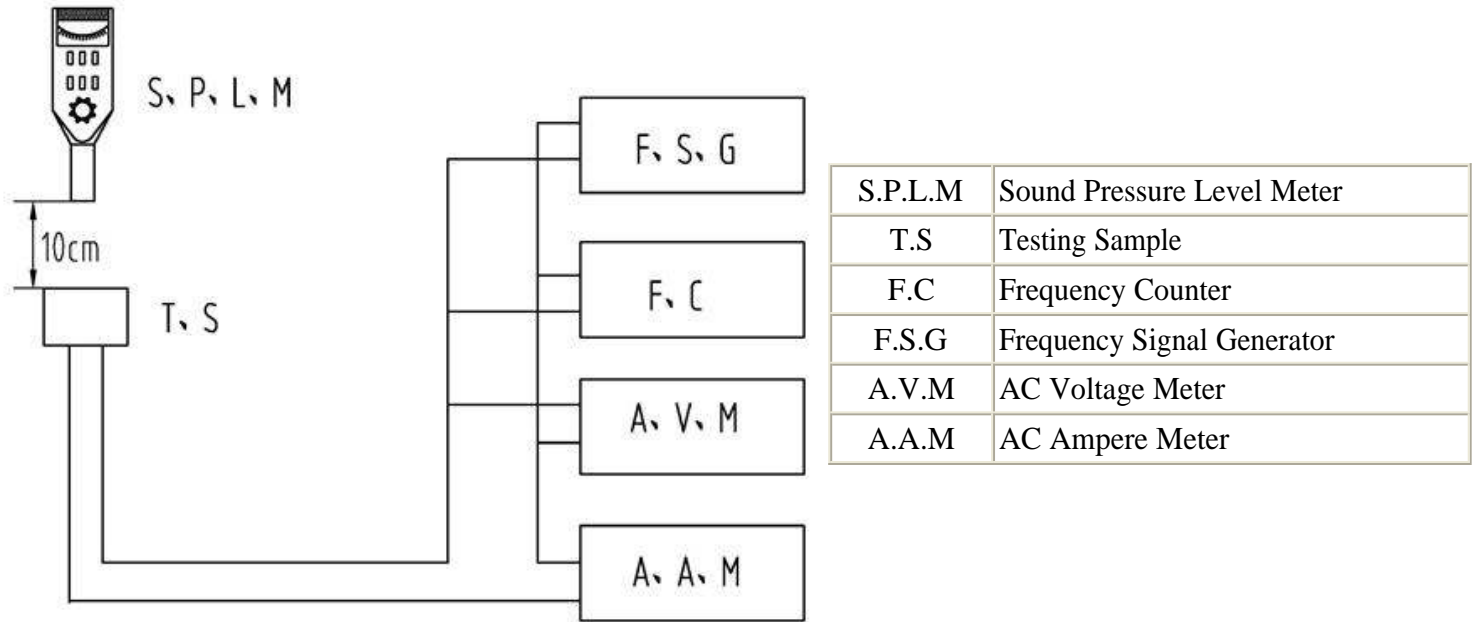 S、P、L、M
10cm
T、S
F、S、G
F、C
A、V、M
A、A、M
S.P.L.M Sound Pressure Level Meter
T.S Testing Sample
F.C Frequency Counter
F.S.G Frequency Signal Generator
A.V.M AC Voltage Meter
A.A.M AC Ampere Meter